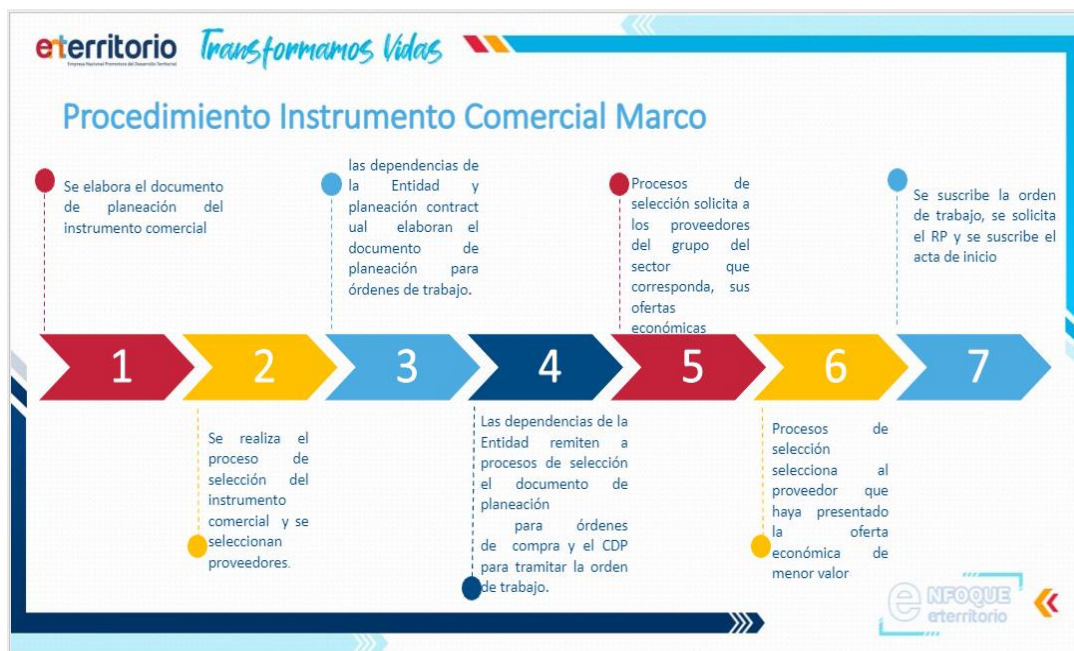 enterritorio Transformamos Vidas
Empresa Nacional Promotora del Desarrollo Territorial
Procedimiento Instrumento Comercial Marco
Se elabora el documento
de planeación del
instrumento comercial
las dependencias de
la Entidad y
planeación contract
ual elaboran el
documento de
planeación para
órdenes de trabajo.
Procesos de
selección solicita a
los proveedores
del grupo del
sector que
corresponda, sus
ofertas
económicas
Se suscribe la orden
de trabajo, se solicita
el RP y se suscribe el
acta de inicio
1 2 3 4 5 6 7
Se realiza el
proceso de
selección del
instrumento
comercial y se
seleccionan
proveedores.
Las dependencias de la
Entidad remiten a
procesos de selección
el documento de
planeación
para órdenes
de compra y el CDP
para tramitar la orden
de trabajo.
Procesos de
selección
selecciona al
proveedor que
haya presentado
la oferta
económica de
menor valor
eNFOQUE
enterritorio